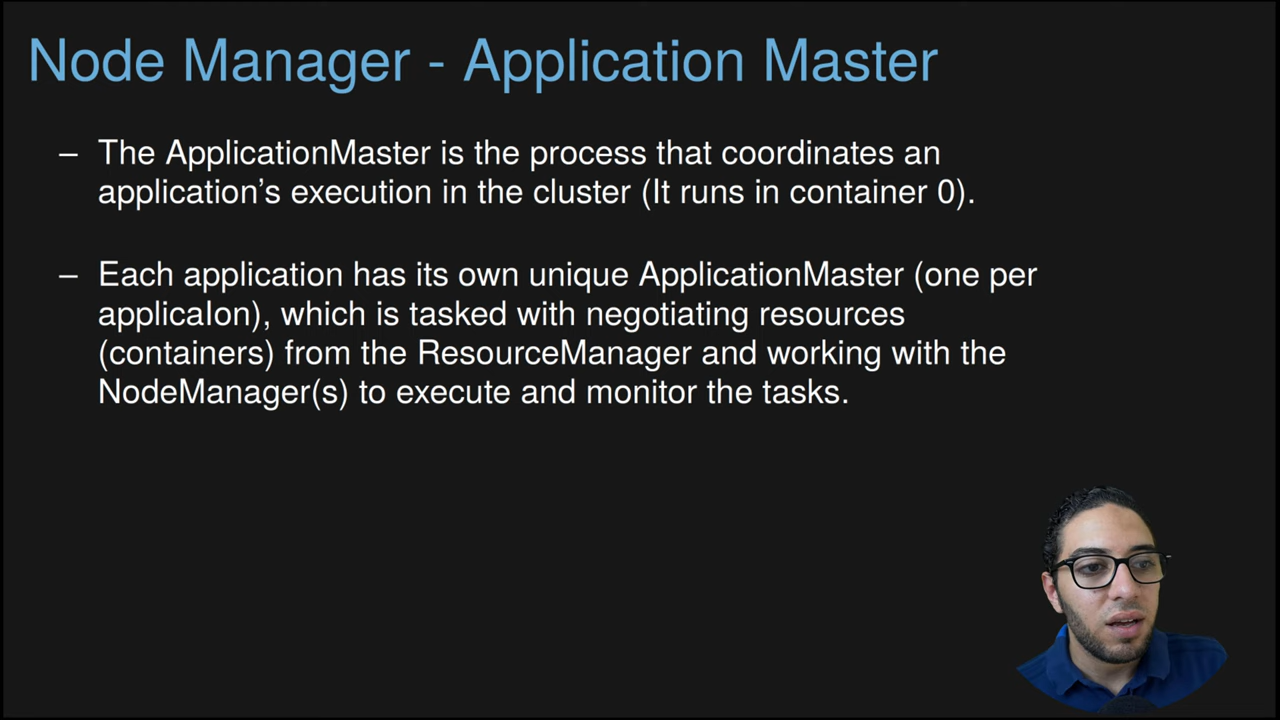 Node Manager - Application Master
– The ApplicationMaster is the process that coordinates an
application’s execution in the cluster (It runs in container 0).
– Each application has its own unique ApplicationMaster (one per
applicaIon), which is tasked with negotiating resources
(containers) from the ResourceManager and working with the
NodeManager(s) to execute and monitor the tasks.